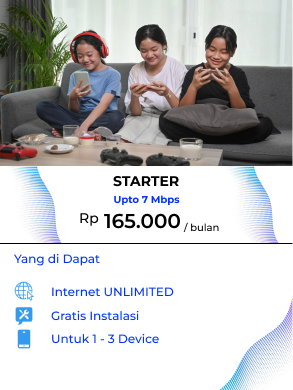 STARTER
Upto 7 Mbps
Rp 165.000 / bulan
Yang di Dapat
Internet UNLIMITED
Gratis Instalasi
Untuk 1 - 3 Device